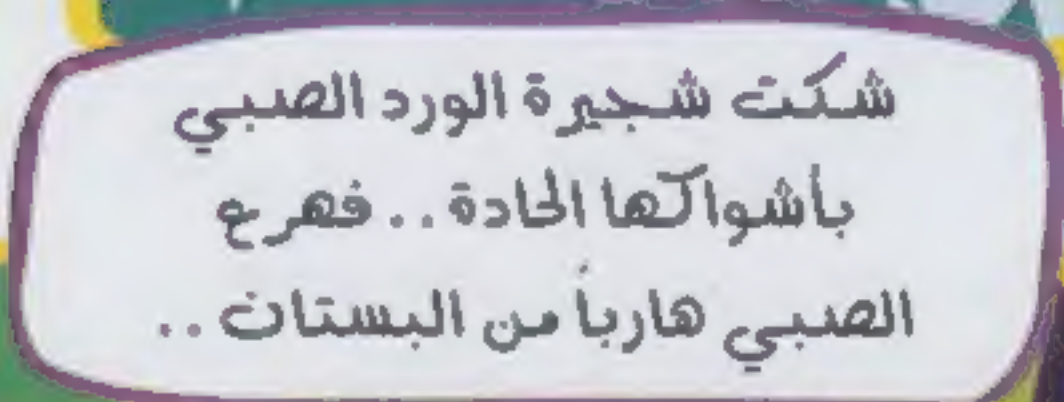 شكت شجيرة الورد الصبي
بأشواكها الحادة.. فهرع
الصبي هارباً من البستان..